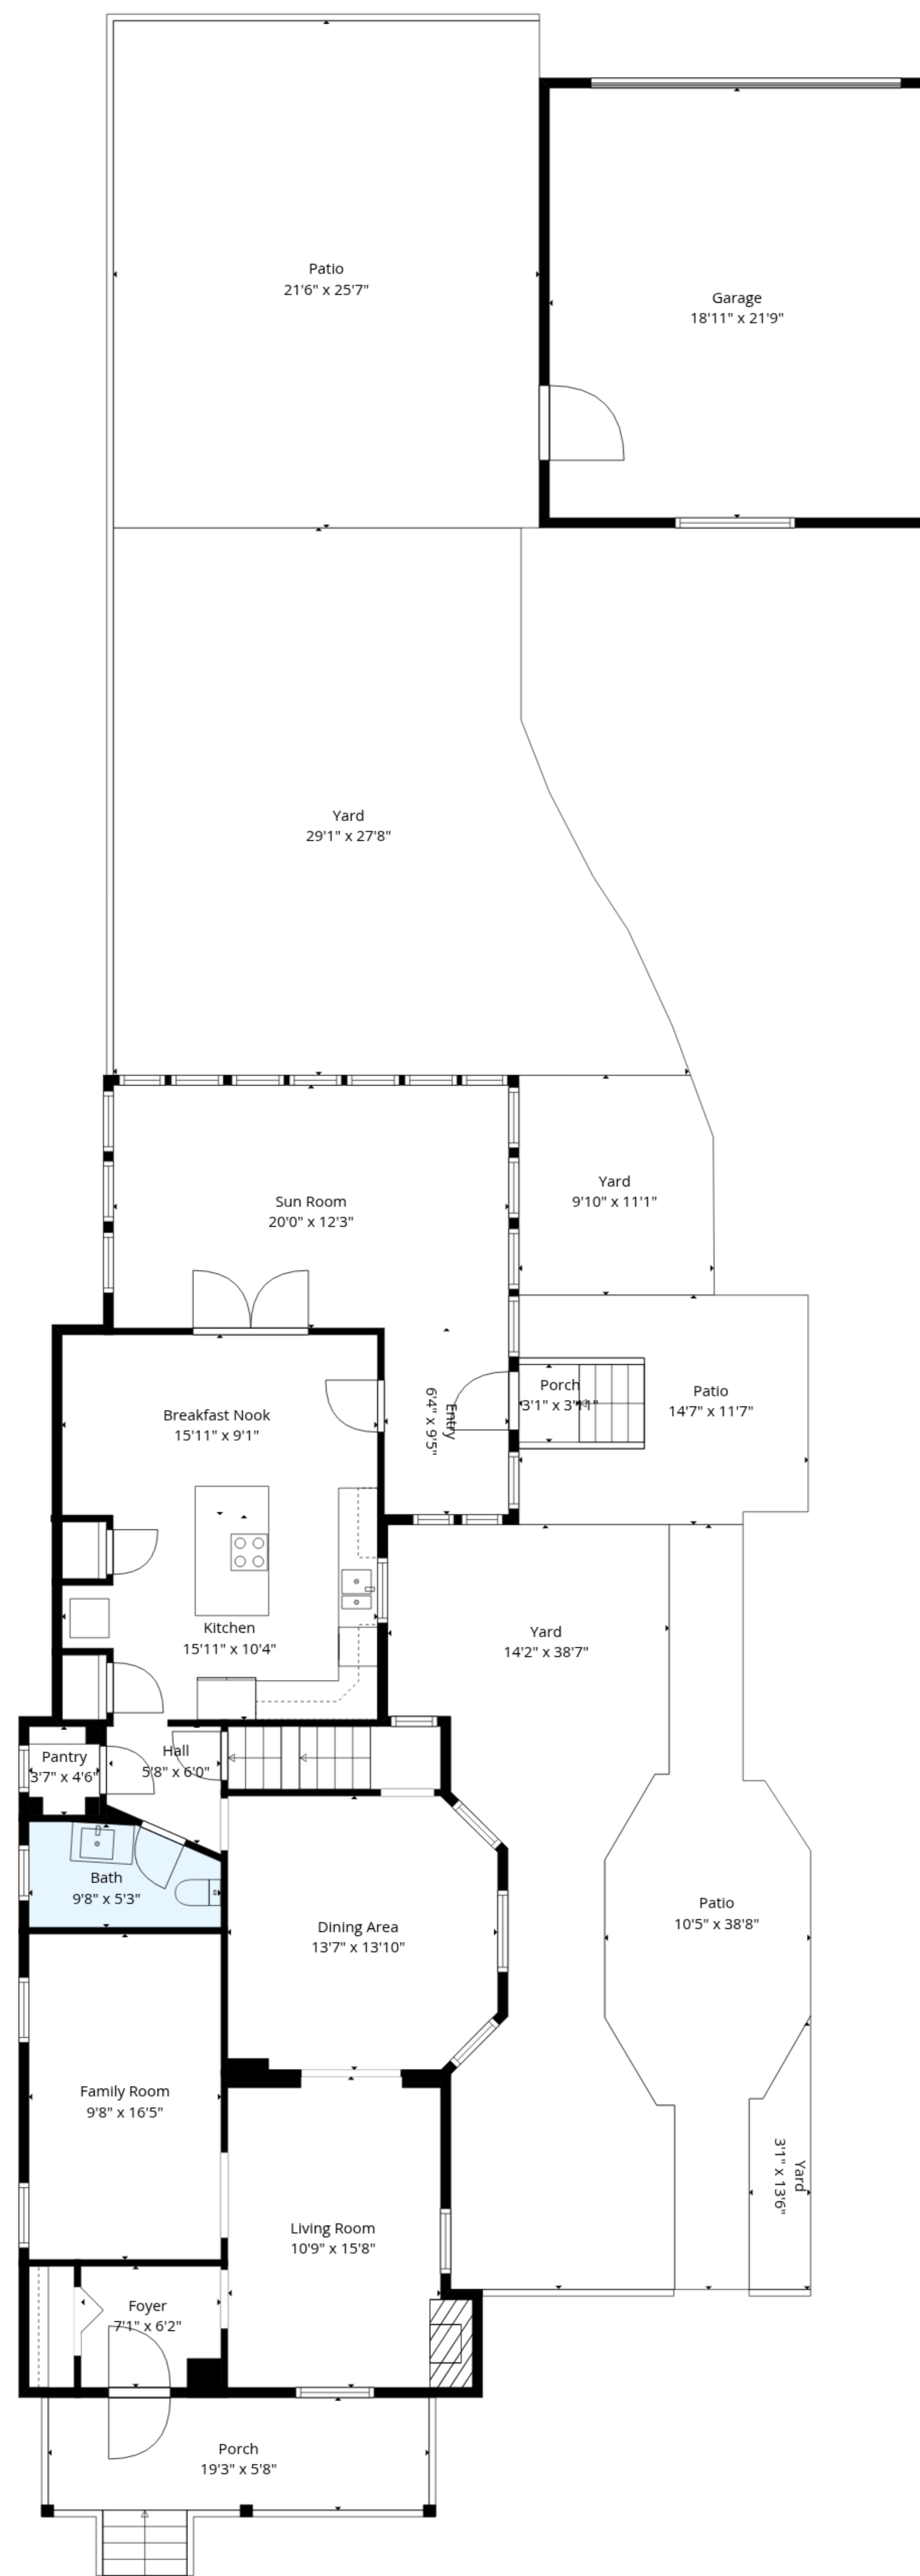 Patio
21'6" x 25'7"
Garage
18'11" x 21'9"
Yard
29'1" x 27'8"
Sun Room
20'0" x 12'3"
Yard
9'10" x 11'1"
Breakfast Nook
15'11" x 9'1"
Entry
6'4" x 9'5"
Porch
Patio
14'7" x 11'7"
Kitchen
15'11" x 10'4"
Yard
14'2" x 38'7"
Pantry
3'7" x 4'6"
Hall
5'8" x 6'0"
Bath
9'8" x 5'3"
Dining Area
13'7" x 13'10"
Patio
10'5" x 38'8"
Family Room
9'8" x 16'5"
Yard
3'1" x 13'6"
Living Room
10'9" x 15'8"
Foyer
7'1" x 6'2"
Porch
19'3" x 5'8"